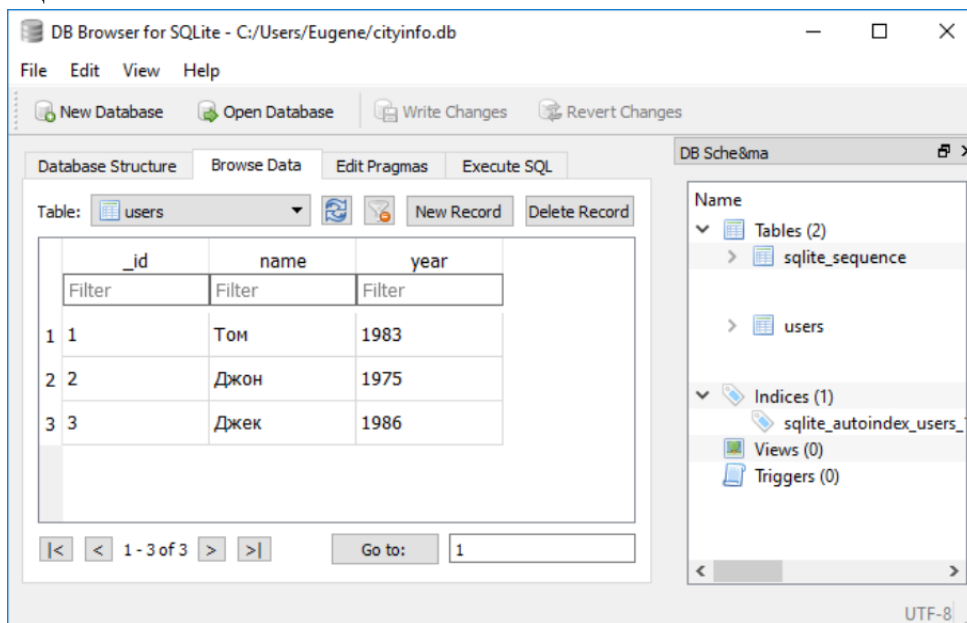 DB Browser for SQLite - C:/Users/Eugene/cityinfo.db
File Edit View Help
New Database Open Database Write Changes Revert Changes
Database Structure Browse Data Edit Pragmas Execute SQL
Table: users New Record Delete Record
_id name year
Filter Filter Filter
1 1 Том 1983
2 2 Джон 1975
3 3 Джек 1986
|< < 1 - 3 of 3 > >| Go to: 1
DB Sche&ma
Name
Tables (2)
sqlite_sequence
users
Indices (1)
sqlite_autoindex_users_
Views (0)
Triggers (0)
UTF-8